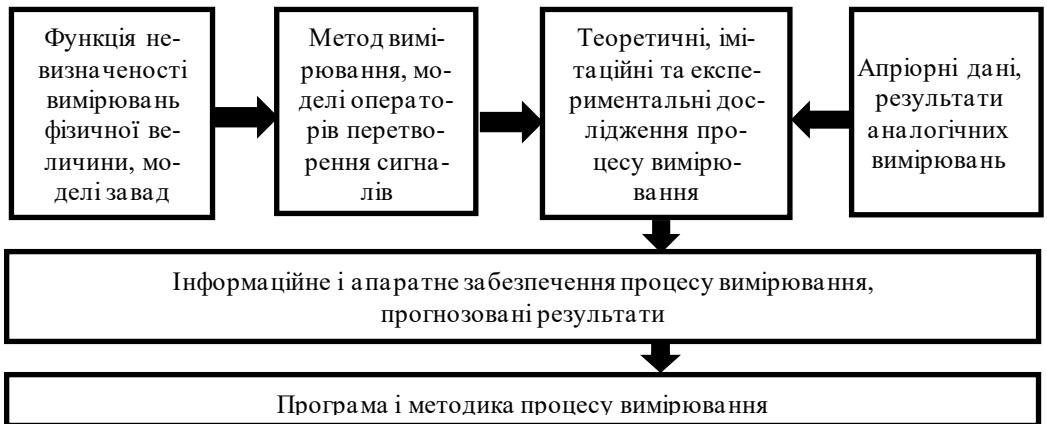 Функція не-
визначеності
вимірювань
фізичної ве-
личини, мо-
делі завад
Метод вимі-
рювання, мо-
делі операто-
рів перетво-
рення сигна-
лів
Теоретичні, імі-
таційні та експе-
риментальні дос-
лідження про-
цесу вимірю-
вання
Апріорні дані,
результати
аналогічних
вимірювань
Інформаційне і апаратне забезпечення процесу вимірювання,
прогнозовані результати
Програма і методика процесу вимірювання